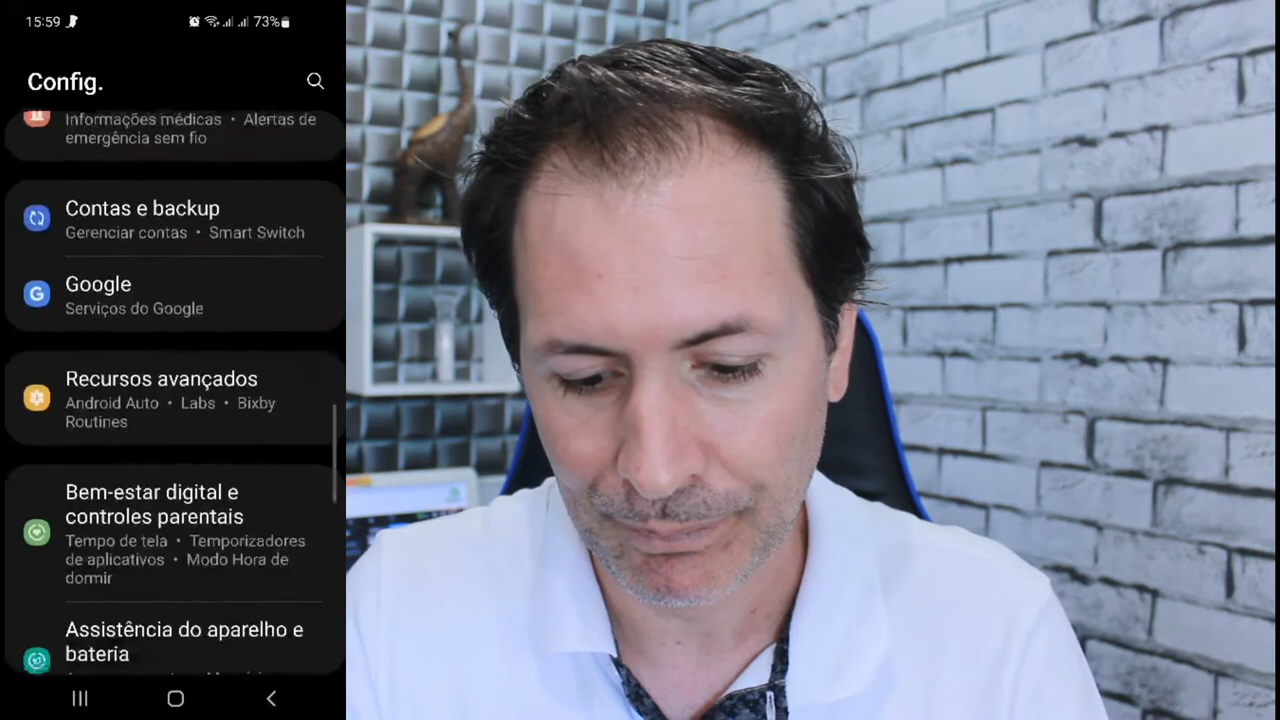 15:59
73%
Config.
Informações médicas • Alertas de
emergência sem fio
Contas e backup
Gerenciar contas • Smart Switch
Google
Serviços do Google
Recursos avançados
Android Auto • Labs • Bixby
Routines
Bem-estar digital e
controles parentais
Tempo de tela • Temporizadores
de aplicativos • Modo Hora de
dormir
Assistência do aparelho e
bateria